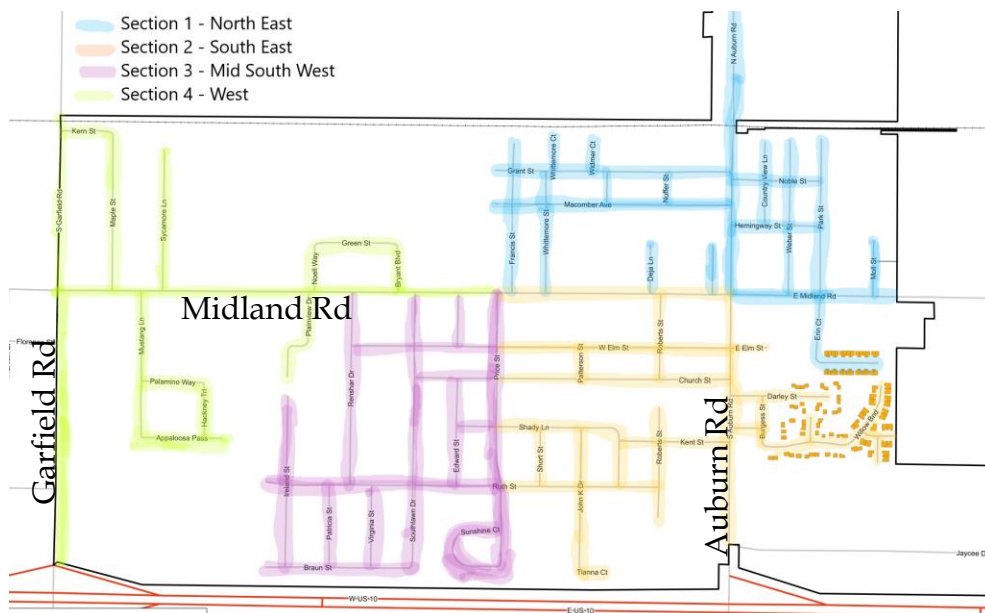 Section 1 - North East
Section 2 - South East
Section 3 - Mid South West
Section 4 - West
N Auburn Rd
Kern St
S Garfield Rd
Maple St
Sycamore Ln
Green St
Noell Way
Bryant Blvd
Plainview Dr
Midland Rd
Garfield Rd
Mustang Ln
Palamino Way
Hackney Trl
Appaloosa Pass
Grant St
Whittemore Ct
Widmer Ct
Nuffer St
Macomber Ave
Francis St
Whittemore St
Deja Ln
Country View Ln
Noble St
Park St
Hemingway St
Weber St
Moll St
E Midland Rd
Erin Ct
Renshar Dr
Price St
Patterson St
W Elm St
Roberts St
E Elm St
Church St
Darley St
Burgess St
S Auburn Rd
Willow Blvd
Auburn Rd
Shady Ln
Kent St
Edward St
Short St
Roberts St
Ireland St
Ruth St
John K Dr
Patricia St
Virginia St
Southlawn Dr
Sunshine Ct
Braun St
Tianna Ct
Jaycee D
W US-10
E US-10